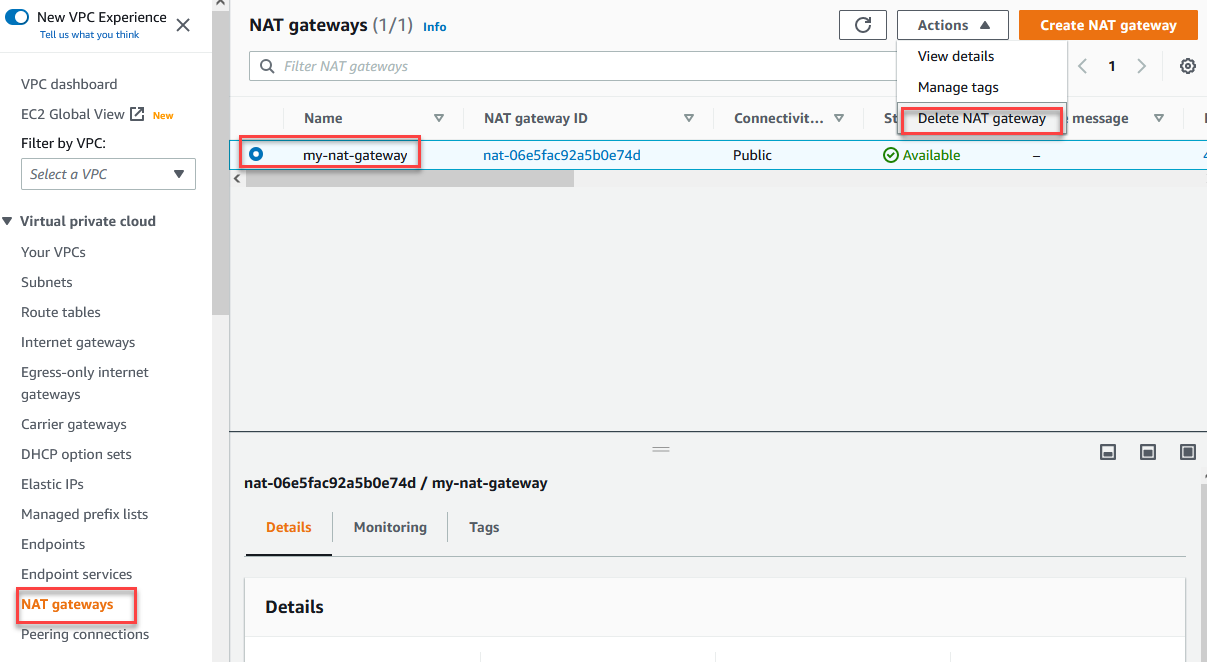 New VPC Experience
Tell us what you think
VPC dashboard
EC2 Global View New
Filter by VPC:
Select a VPC
Virtual private cloud
Your VPCs
Subnets
Route tables
Internet gateways
Egress-only internet
gateways
Carrier gateways
DHCP option sets
Elastic IPs
Managed prefix lists
Endpoints
Endpoint services
NAT gateways
Peering connections
NAT gateways (1/1) Info
Actions
Create NAT gateway
Filter NAT gateways
1
View details
Manage tags
Delete NAT gateway
Name
NAT gateway ID
Connectivit...
message
my-nat-gateway
nat-06e5fac92a5b0e74d
Public
Available
–
nat-06e5fac92a5b0e74d / my-nat-gateway
Details
Monitoring
Tags
Details